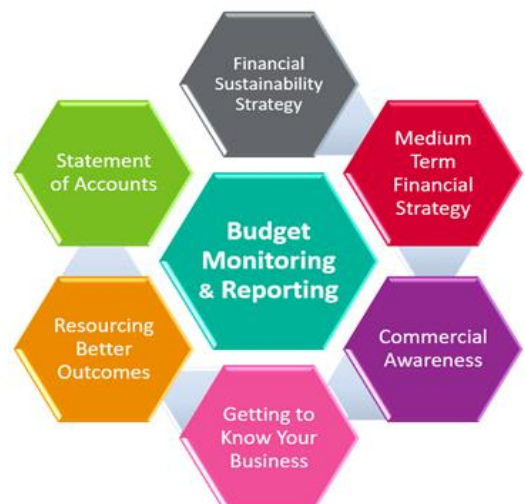 Financial
Sustainability
Strategy
Medium
Term
Financial
Strategy
Commercial
Awareness
Getting to
Know Your
Business
Resourcing
Better
Outcomes
Statement
of Accounts
Budget
Monitoring
& Reporting